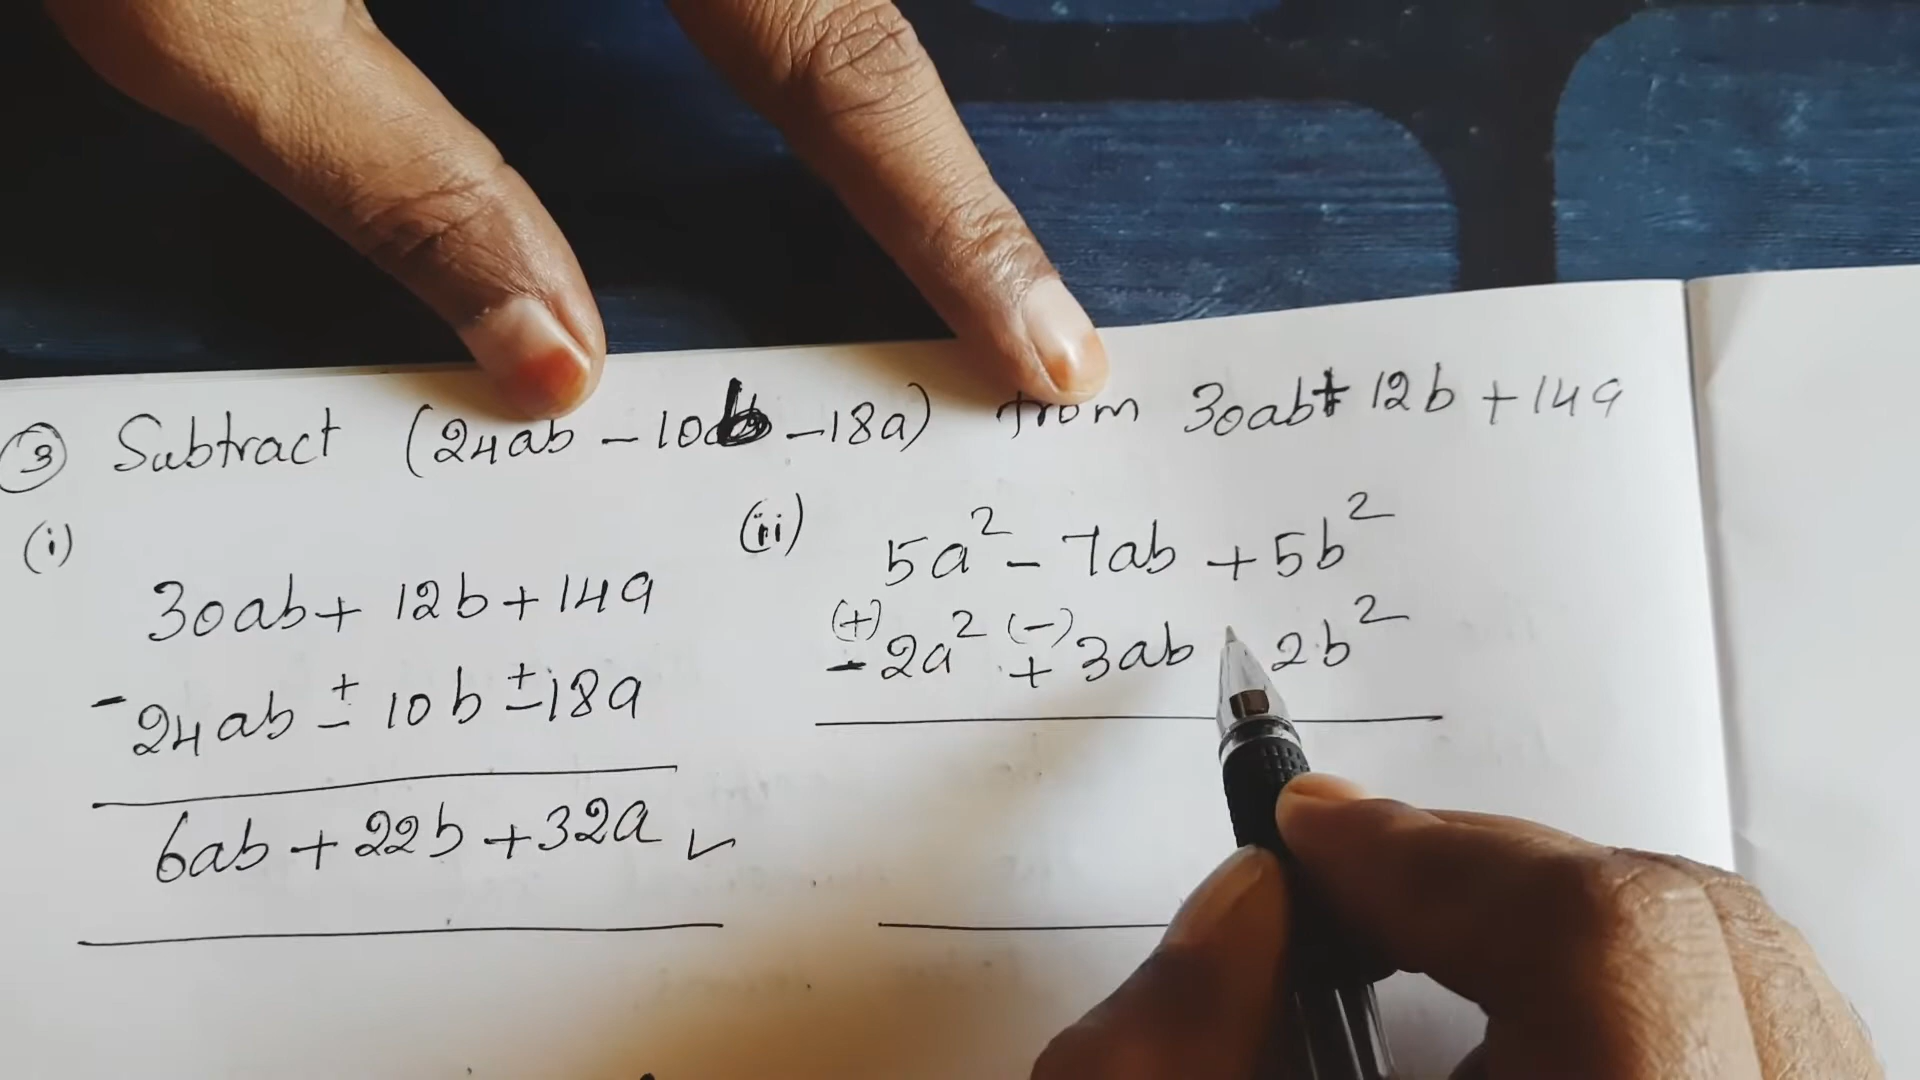 ③ Subtract (24ab - 10b - 18a) from 30ab + 12b + 14a
(i)
30ab + 12b + 14a
- 24ab ± 10b ± 18a
6ab + 22b + 32a ✓
(ii)
5a² - 7ab + 5b²
(+) (-)
- 2a² + 3ab 2b²